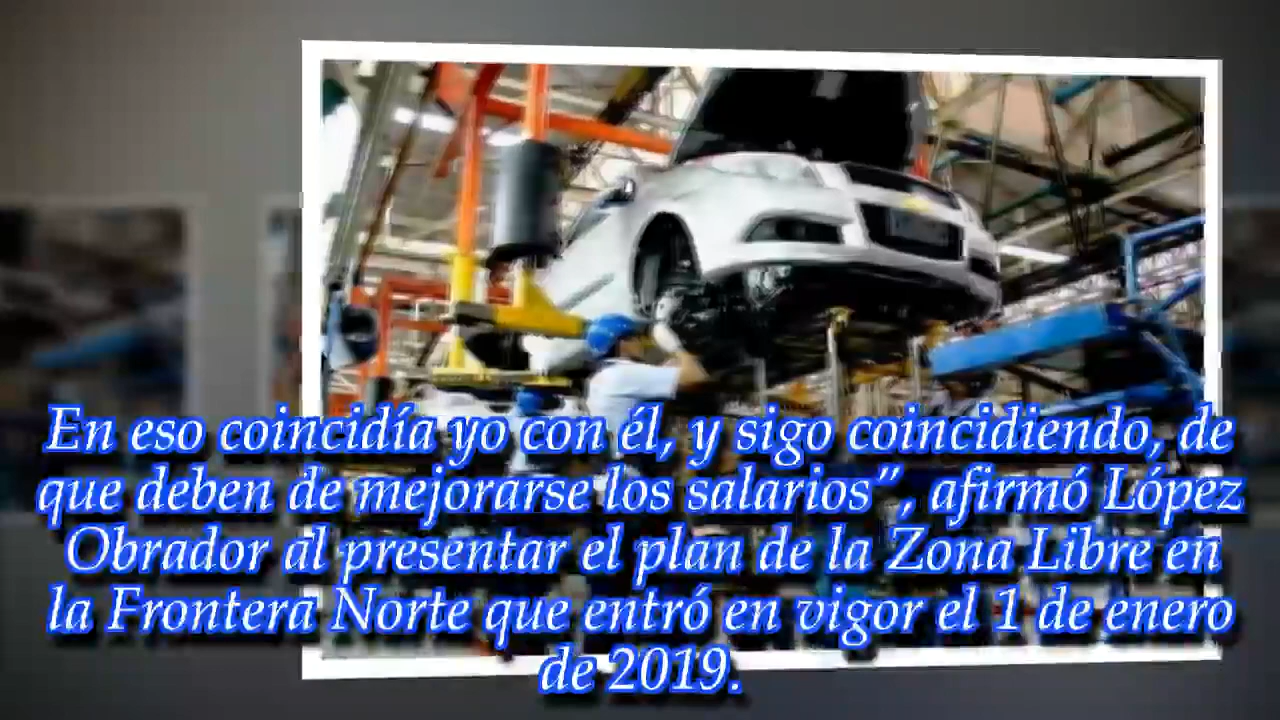 En eso coincidía yo con él, y sigo coincidiendo, de
que deben de mejorarse los salarios”, afirmó López
Obrador al presentar el plan de la Zona Libre en
la Frontera Norte que entró en vigor el 1 de enero
de 2019.